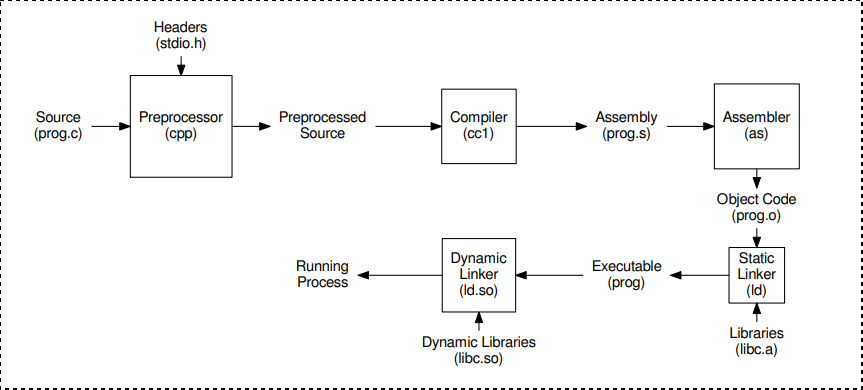 Headers
(stdio.h)
Source
(prog.c)
Preprocessor
(cpp)
Preprocessed
Source
Compiler
(cc1)
Assembly
(prog.s)
Assembler
(as)
Object Code
(prog.o)
Static
Linker
(ld)
Libraries
(libc.a)
Executable
(prog)
Dynamic
Linker
(ld.so)
Dynamic Libraries
(libc.so)
Running
Process